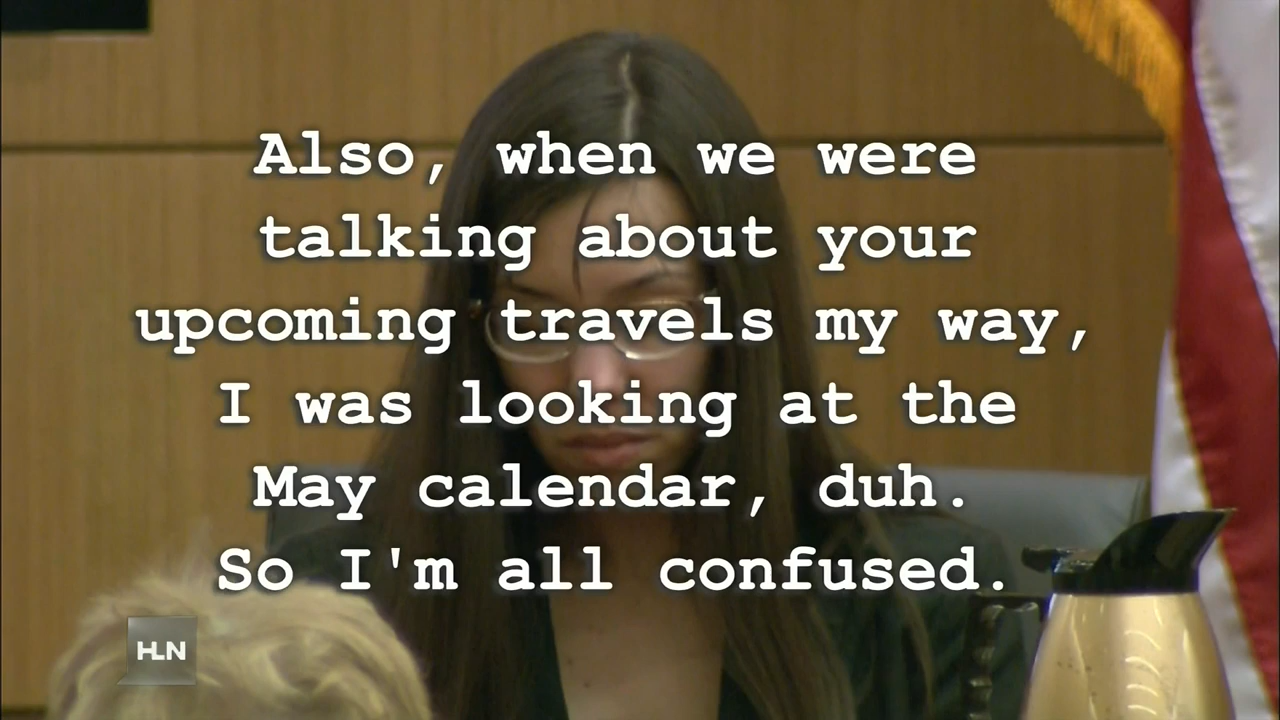 Also, when we were
talking about your
upcoming travels my way,
I was looking at the
May calendar, duh.
So I'm all confused.
HLN